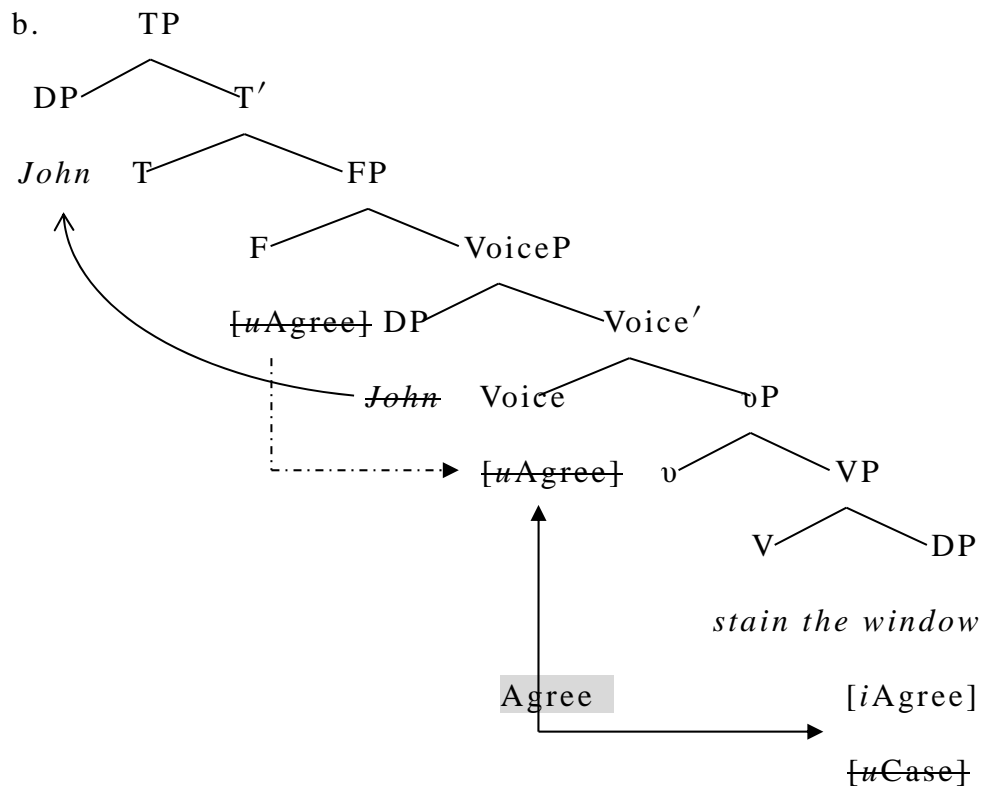 b. TP
DP T′
John T FP
F VoiceP
[uAgree] DP Voice′
John Voice υP
[uAgree] υ VP
V DP
stain the window
Agree [iAgree]
[uCase]